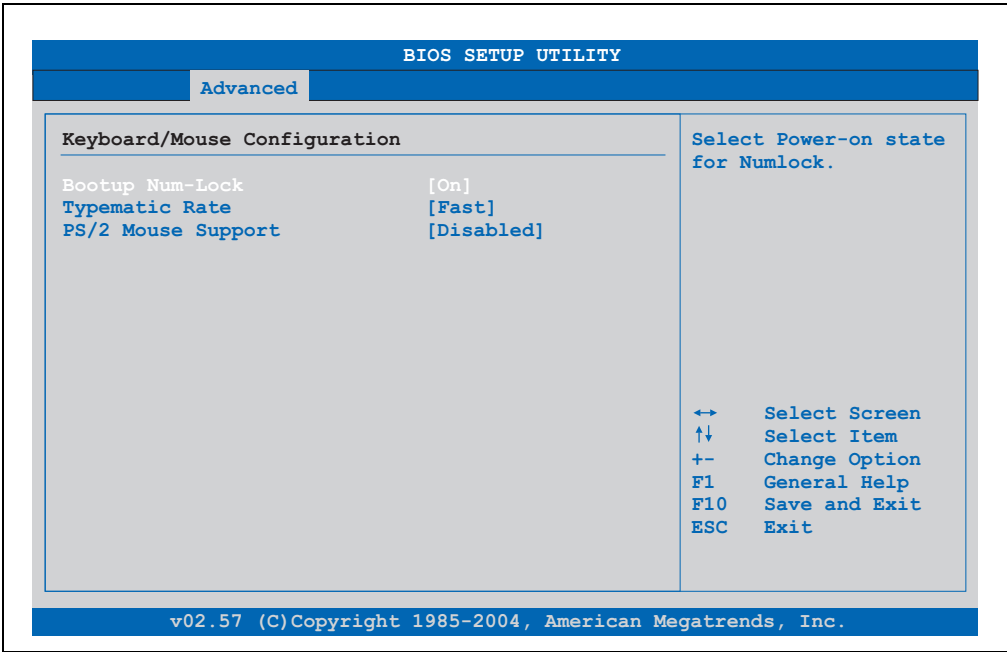 BIOS SETUP UTILITY
Advanced
Keyboard/Mouse Configuration
Bootup Num-Lock [On]
Typematic Rate [Fast]
PS/2 Mouse Support [Disabled]
Select Power-on state
for Numlock.
↔ Select Screen
↑↓ Select Item
+- Change Option
F1 General Help
F10 Save and Exit
ESC Exit
v02.57 (C)Copyright 1985-2004, American Megatrends, Inc.